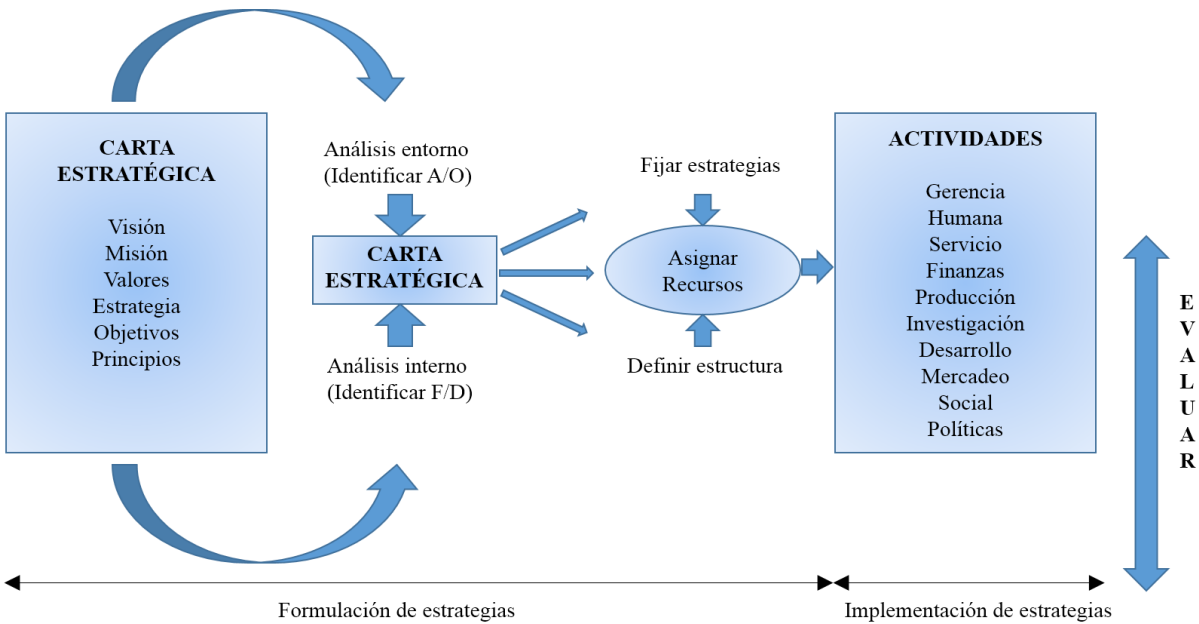 CARTA
ESTRATÉGICA
Visión
Misión
Valores
Estrategia
Objetivos
Principios
Análisis entorno
(Identificar A/O)
CARTA
ESTRATÉGICA
Análisis interno
(Identificar F/D)
Fijar estrategias
Asignar
Recursos
Definir estructura
ACTIVIDADES
Gerencia
Humana
Servicio
Finanzas
Producción
Investigación
Desarrollo
Mercadeo
Social
Políticas
E
V
A
L
U
A
R
Formulación de estrategias
Implementación de estrategias